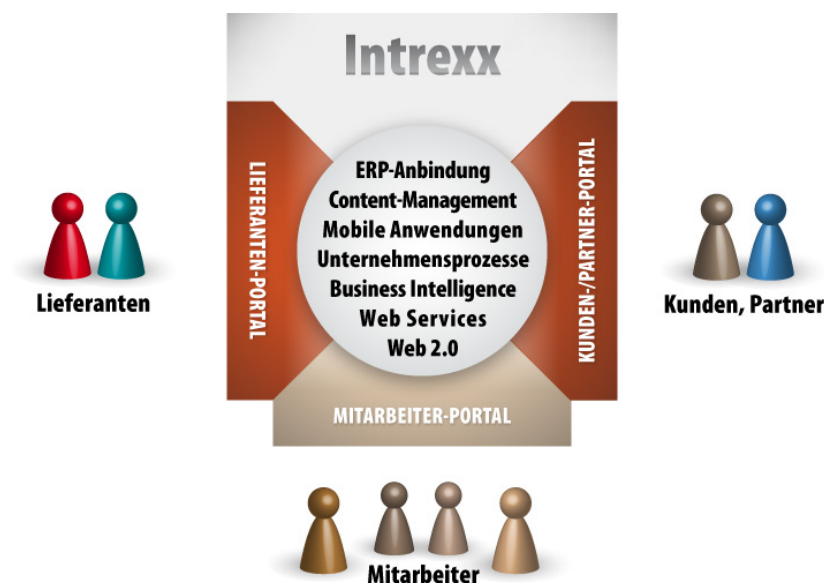 Intrexx
LIEFERANTEN-PORTAL
ERP-Anbindung
Content-Management
Mobile Anwendungen
Unternehmensprozesse
Business Intelligence
Web Services
Web 2.0
KUNDEN-/PARTNER-PORTAL
Lieferanten
Kunden, Partner
MITARBEITER-PORTAL
Mitarbeiter